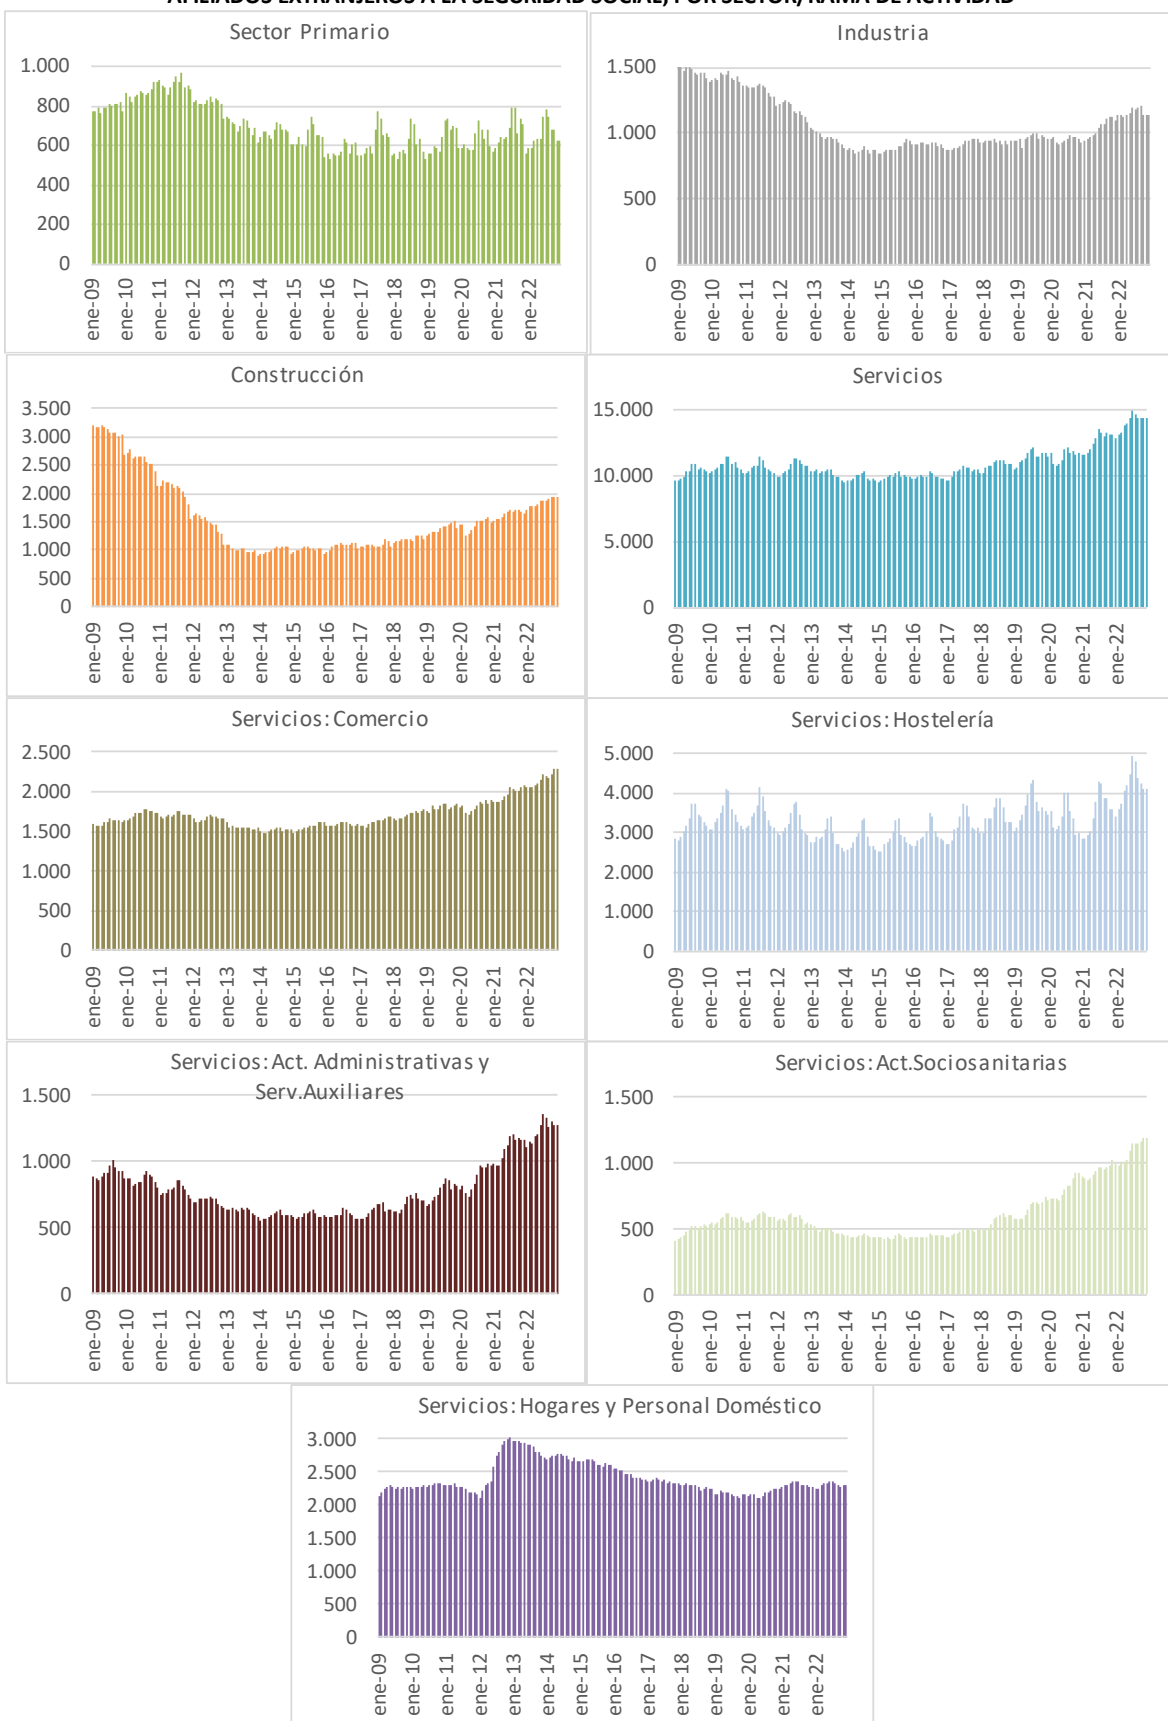 AFILIADOS EXTRANJEROS A LA SEGURIDAD SOCIAL, POR SECTOR/RAMA DE ACTIVIDAD
Sector Primario
1.000
800
600
400
200
0
ene-09
ene-10
ene-11
ene-12
ene-13
ene-14
ene-15
ene-16
ene-17
ene-18
ene-19
ene-20
ene-21
ene-22
Industria
1.500
1.000
500
0
ene-09
ene-10
ene-11
ene-12
ene-13
ene-14
ene-15
ene-16
ene-17
ene-18
ene-19
ene-20
ene-21
ene-22
Construcción
3.500
3.000
2.500
2.000
1.500
1.000
500
0
ene-09
ene-10
ene-11
ene-12
ene-13
ene-14
ene-15
ene-16
ene-17
ene-18
ene-19
ene-20
ene-21
ene-22
Servicios
15.000
10.000
5.000
0
ene-09
ene-10
ene-11
ene-12
ene-13
ene-14
ene-15
ene-16
ene-17
ene-18
ene-19
ene-20
ene-21
ene-22
Servicios: Comercio
2.500
2.000
1.500
1.000
500
0
ene-09
ene-10
ene-11
ene-12
ene-13
ene-14
ene-15
ene-16
ene-17
ene-18
ene-19
ene-20
ene-21
ene-22
Servicios: Hostelería
5.000
4.000
3.000
2.000
1.000
0
ene-09
ene-10
ene-11
ene-12
ene-13
ene-14
ene-15
ene-16
ene-17
ene-18
ene-19
ene-20
ene-21
ene-22
Servicios: Act. Administrativas y
Serv.Auxiliares
1.500
1.000
500
0
ene-09
ene-10
ene-11
ene-12
ene-13
ene-14
ene-15
ene-16
ene-17
ene-18
ene-19
ene-20
ene-21
ene-22
Servicios: Act.Sociosanitarias
1.500
1.000
500
0
ene-09
ene-10
ene-11
ene-12
ene-13
ene-14
ene-15
ene-16
ene-17
ene-18
ene-19
ene-20
ene-21
ene-22
Servicios: Hogares y Personal Doméstico
3.000
2.500
2.000
1.500
1.000
500
0
ene-09
ene-10
ene-11
ene-12
ene-13
ene-14
ene-15
ene-16
ene-17
ene-18
ene-19
ene-20
ene-21
ene-22